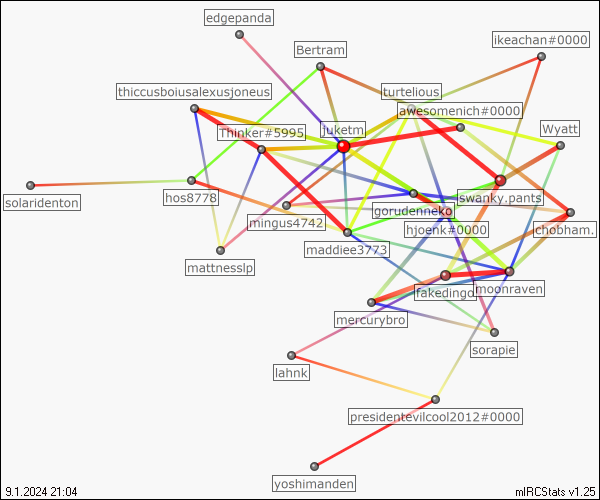 edgepanda
Bertram
ikeachan#0000
thiccusboiusalexusjoneus
turtelious
awesomenich#0000
Thinker#5995
juketm
Wyatt
solaridenton
hos8778
swanky.pants
mingus4742
gorudenneko
chobham.
hjoenk#0000
maddiee3773
mattnesslp
fakedingo
moonraven
mercurybro
sorapie
lahnk
presidentevilcool2012#0000
yoshimanden
9.1.2024 21:04
mIRCStats v1.25